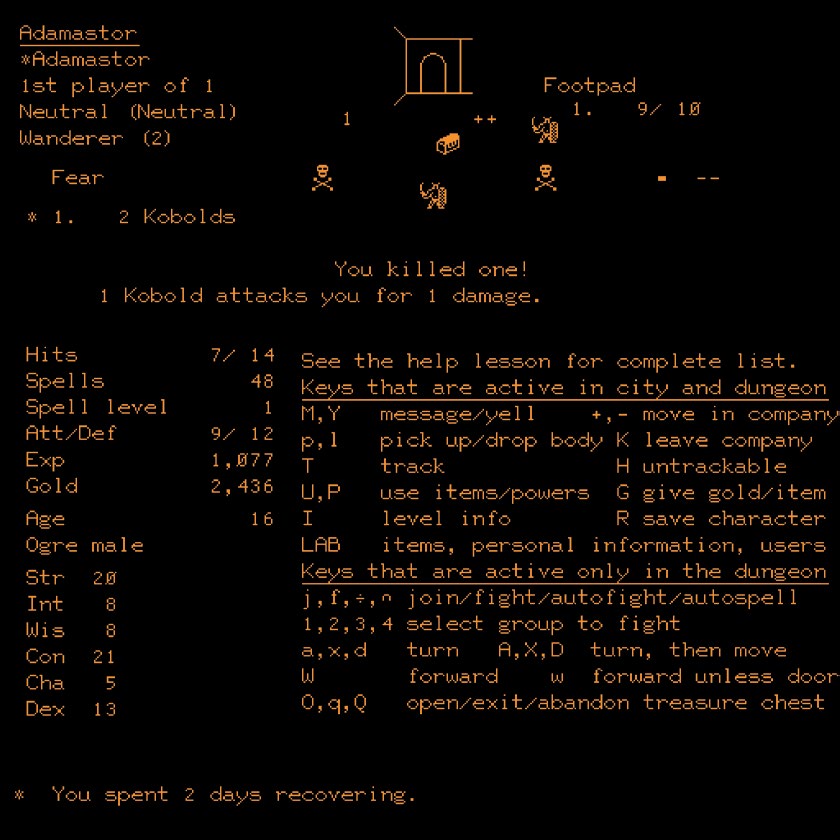 Adamastor
*Adamastor
1st player of 1
Neutral (Neutral)
Wanderer (2)
Footpad
1. 9/ 10
1
++
Fear
- --
* 1. 2 Kobolds
You killed one!
1 Kobold attacks you for 1 damage.
Hits 7/ 14
Spells 48
Spell level 1
Att/Def 9/ 12
Exp 1,077
Gold 2,436
Age 16
Ogre male
Str 20
Int 8
Wis 8
Con 21
Cha 5
Dex 13
See the help lesson for complete list.
Keys that are active in city and dungeon
M,Y message/yell +,- move in company
p,l pick up/drop body K leave company
T track H untrackable
U,P use items/powers G give gold/item
I level info R save character
LAB items, personal information, users
Keys that are active only in the dungeon
j,f,÷,∩ join/fight/autofight/autospell
1,2,3,4 select group to fight
a,x,d turn A,X,D turn, then move
W forward w forward unless door
O,q,Q open/exit/abandon treasure chest
* You spent 2 days recovering.